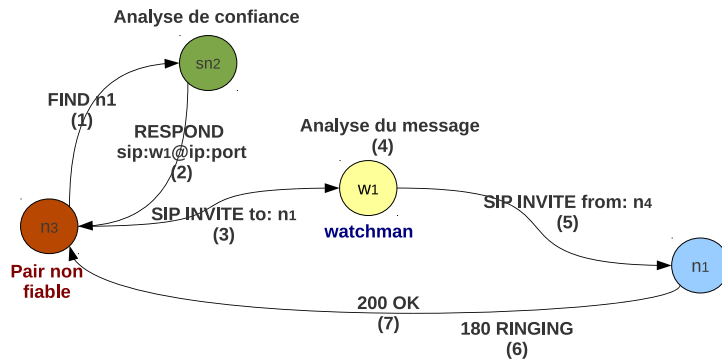 Analyse de confiance
sn2
FIND n1
(1)
RESPOND
sip:w1@ip:port
(2)
Analyse du message
(4)
w1
watchman
SIP INVITE to: n1
(3)
SIP INVITE from: n4
(5)
n3
Pair non
fiable
n1
200 OK
(7)
180 RINGING
(6)